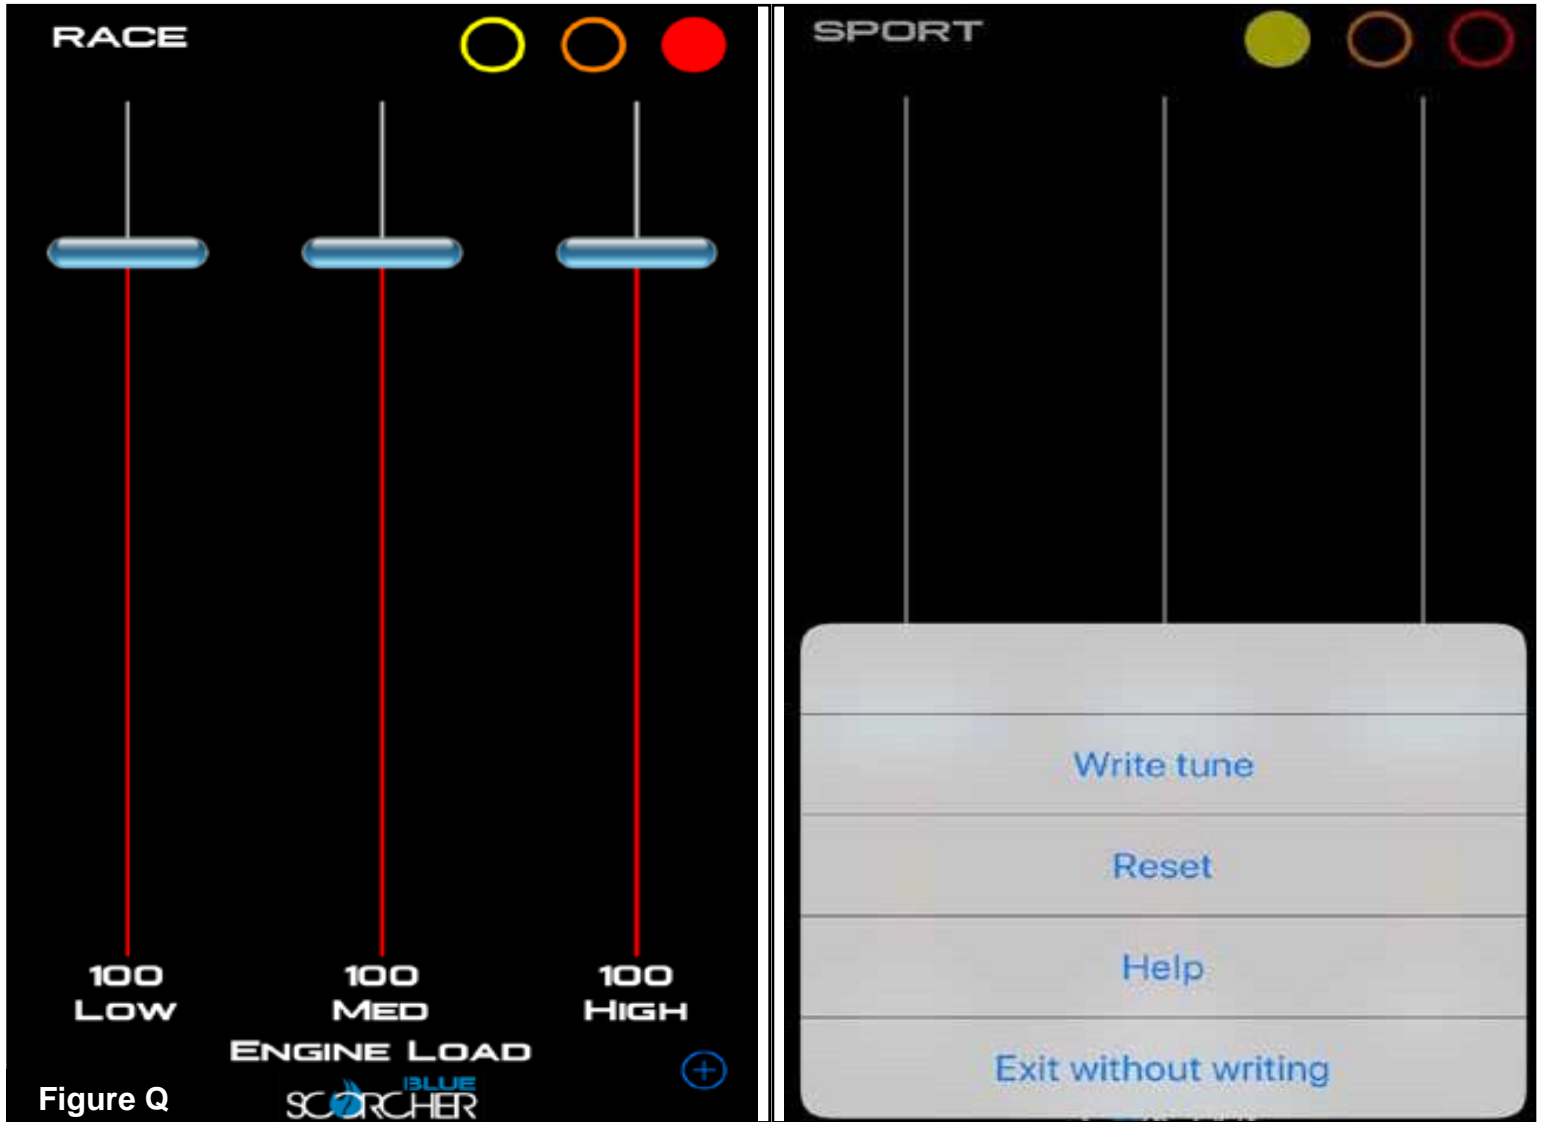 RACE
100 100 100
LOW MED HIGH
ENGINE LOAD
BLUE
SCORCHER
Figure Q
SPORT
Write tune
Reset
Help
Exit without writing